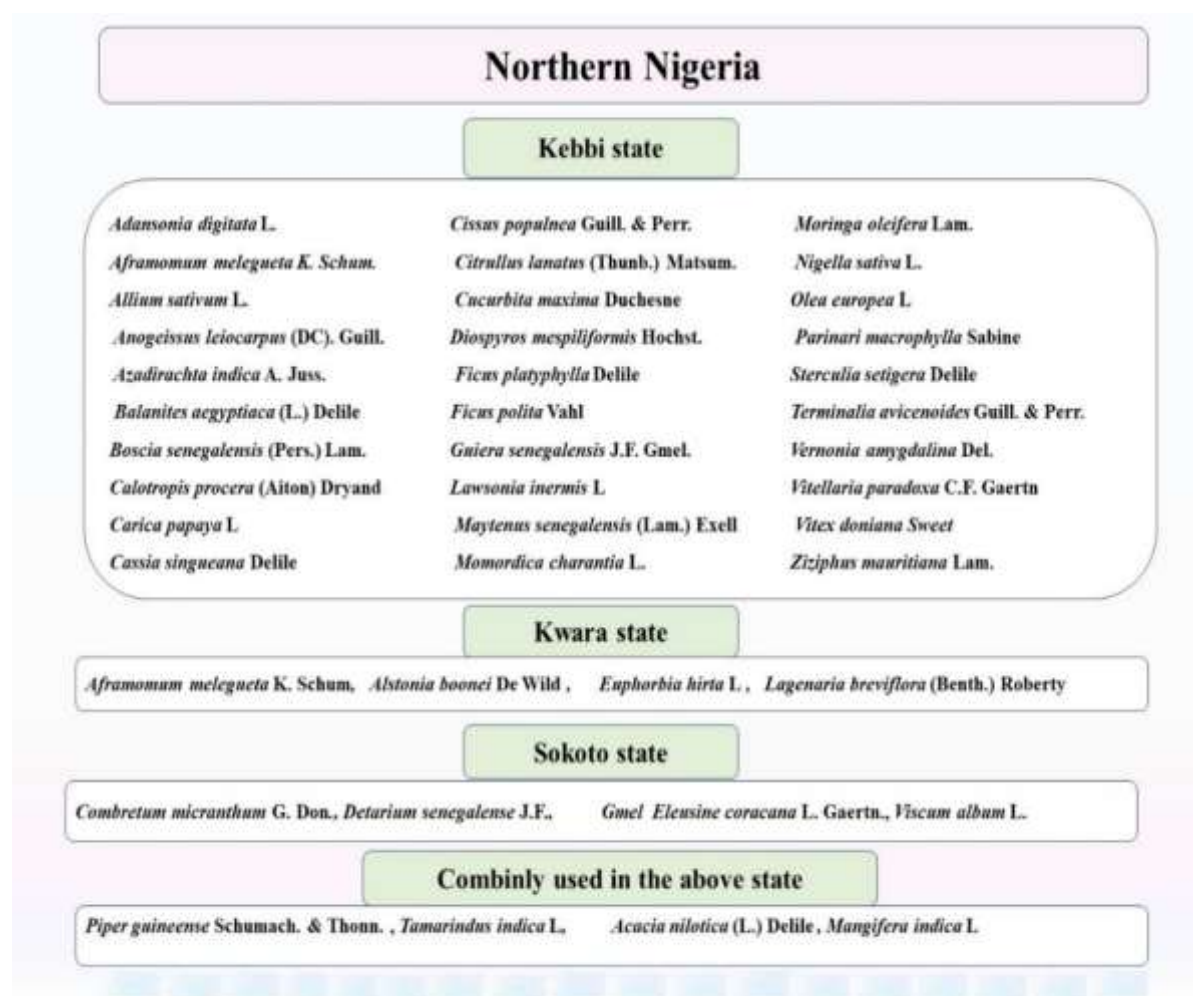 Northern Nigeria
Kebbi state
Adansonia digitata L.
Aframomum melegueta K. Schum.
Allium sativum L.
Anogeissus leiocarpus (DC). Guill.
Azadirachta indica A. Juss.
Balanites aegyptiaca (L.) Delile
Boscia senegalensis (Pers.) Lam.
Calotropis procera (Aiton) Dryand
Carica papaya L
Cassia singueana Delile
Cissus populnea Guill. & Perr.
Citrullus lanatus (Thunb.) Matsum.
Cucurbita maxima Duchesne
Diospyros mespiliformis Hochst.
Ficus platyphylla Delile
Ficus polita Vahl
Guiera senegalensis J.F. Gmel.
Lawsonia inermis L
Maytenus senegalensis (Lam.) Exell
Momordica charantia L.
Moringa oleifera Lam.
Nigella sativa L.
Olea europea L
Parinari macrophylla Sabine
Sterculia setigera Delile
Terminalia avicenoides Guill. & Perr.
Vernonia amygdalina Del.
Vitellaria paradoxa C.F. Gaertn
Vitex doniana Sweet
Ziziphus mauritiana Lam.
Kwara state
Aframomum melegueta K. Schum, Alstonia boonei De Wild , Euphorbia hirta L , Lagenaria breviflora (Benth.) Roberty
Sokoto state
Combretum micranthum G. Don., Detarium senegalense J.F., Gmel Eleusine coracana L. Gaertn., Viscum album L.
Combinly used in the above state
Piper guineense Schumach. & Thonn. , Tamarindus indica L, Acacia nilotica (L.) Delile , Mangifera indica L